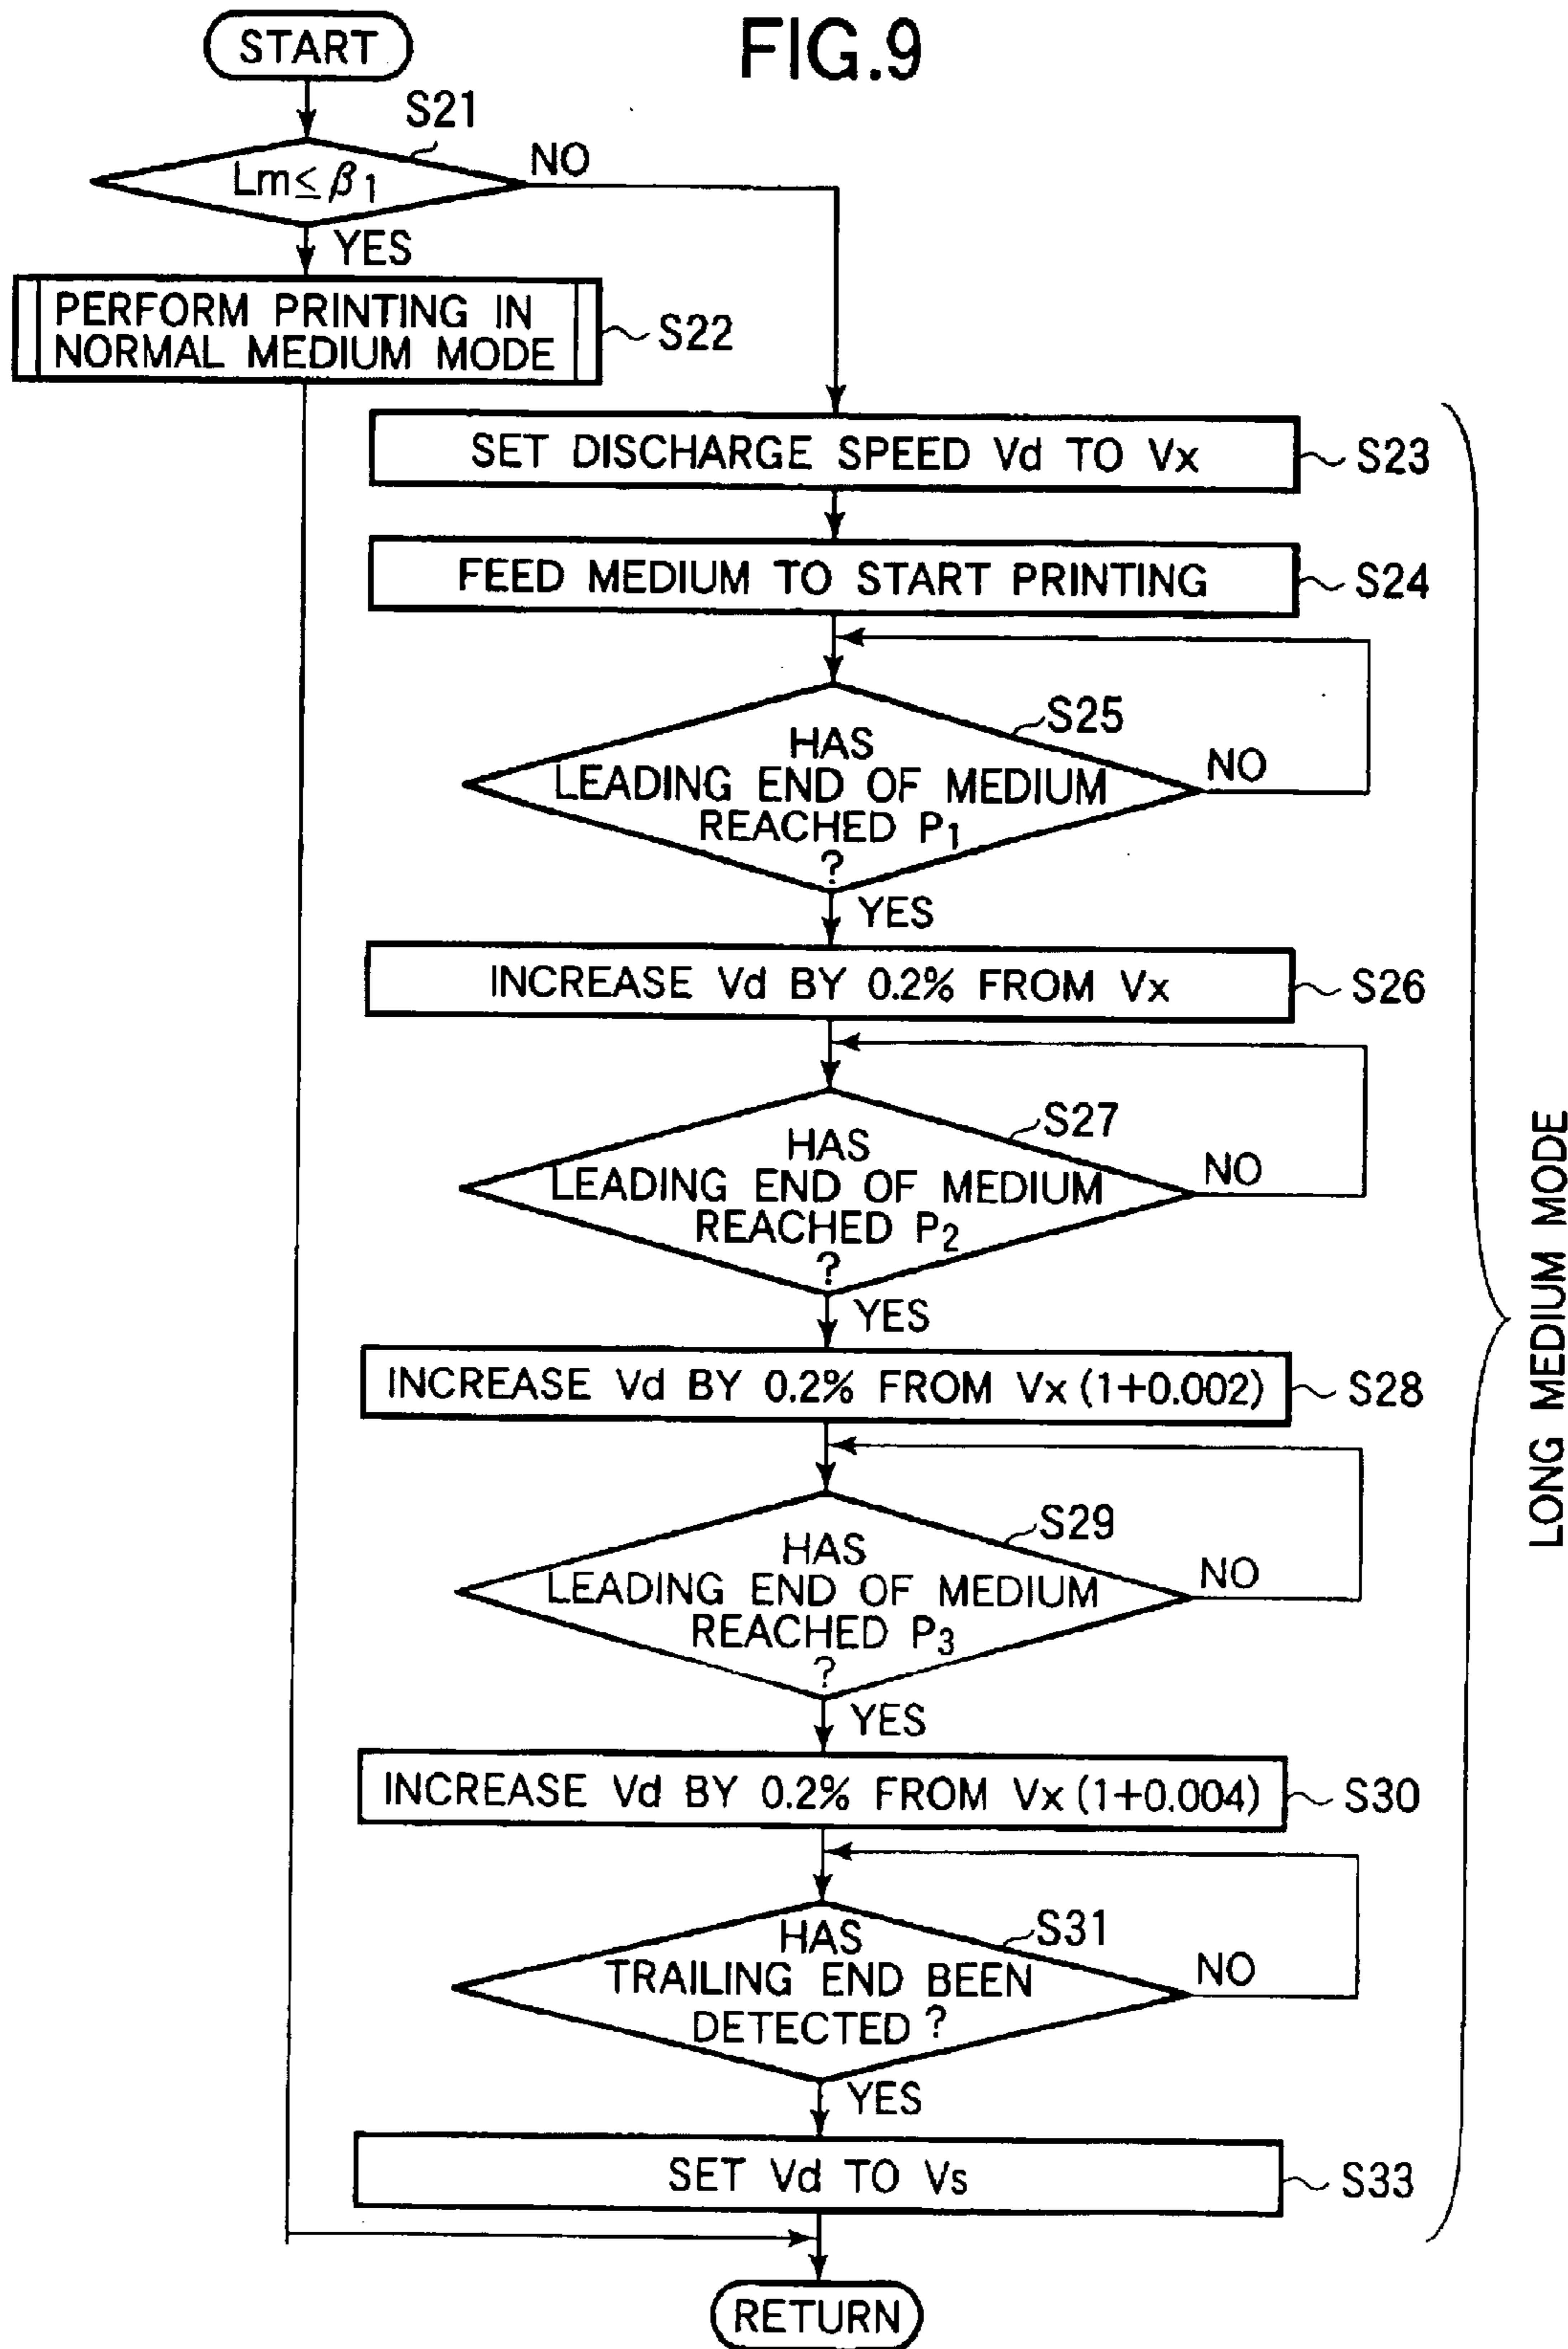 FIG.9
START
S21
Lm≤β1
NO
YES
PERFORM PRINTING IN
NORMAL MEDIUM MODE
S22
SET DISCHARGE SPEED Vd TO Vx
S23
FEED MEDIUM TO START PRINTING
S24
S25
HAS
LEADING END OF MEDIUM
REACHED P1
?
NO
YES
INCREASE Vd BY 0.2% FROM Vx
S26
S27
HAS
LEADING END OF MEDIUM
REACHED P2
?
NO
YES
INCREASE Vd BY 0.2% FROM Vx(1+0.002)
S28
S29
HAS
LEADING END OF MEDIUM
REACHED P3
?
NO
YES
INCREASE Vd BY 0.2% FROM Vx(1+0.004)
S30
S31
HAS
TRAILING END BEEN
DETECTED ?
NO
YES
SET Vd TO Vs
S33
RETURN
LONG MEDIUM MODE